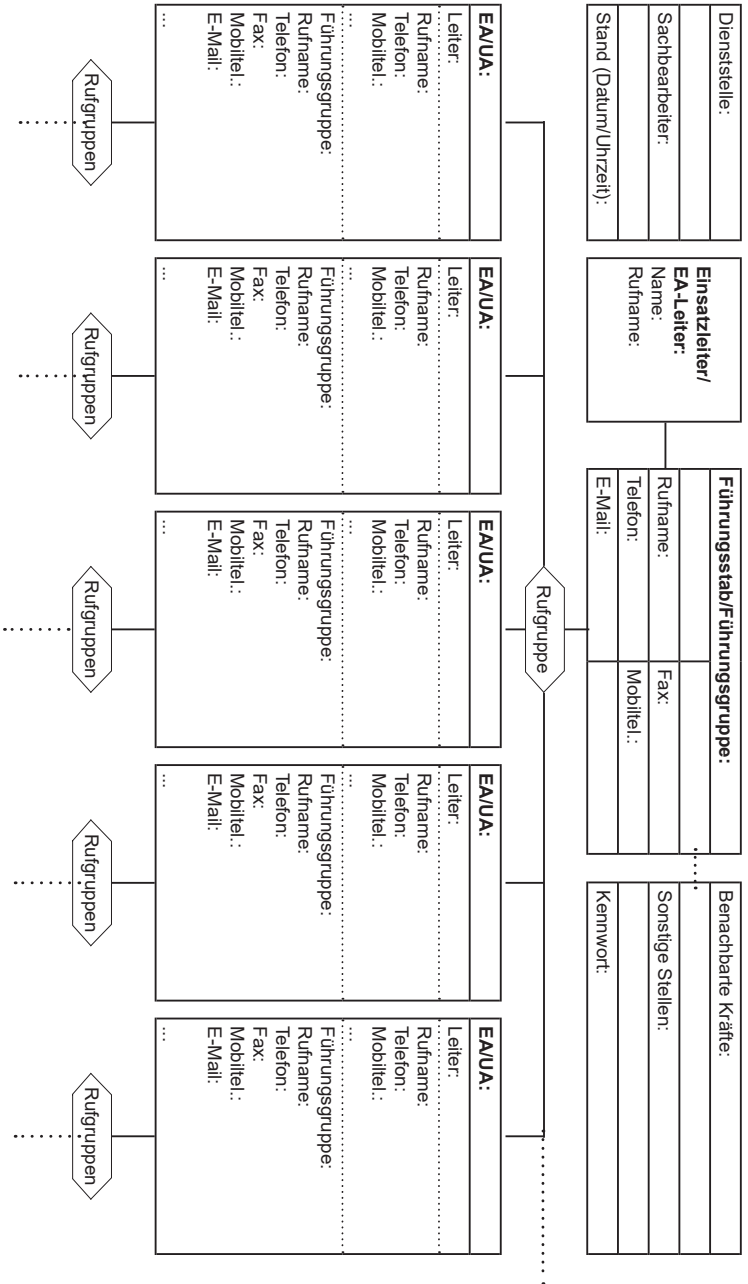 Dienststelle:
Sachbearbeiter:
Stand (Datum/Uhrzeit):
Einsatzleiter/
EA-Leiter:
Name:
Rufname:
Führungsstab/Führungsgruppe:
Rufname:
Fax:
Telefon:
Mobiltel.:
E-Mail:
Benachbarte Kräfte:
Sonstige Stellen:
Kennwort:
Rufgruppe
EA/UA:
Leiter:
Rufname:
Telefon:
Mobiltel.:
...
Führungsgruppe:
Rufname:
Telefon:
Fax:
Mobiltel.:
E-Mail:
...
Rufgruppen
EA/UA:
Leiter:
Rufname:
Telefon:
Mobiltel.:
...
Führungsgruppe:
Rufname:
Telefon:
Fax:
Mobiltel.:
E-Mail:
...
Rufgruppen
EA/UA:
Leiter:
Rufname:
Telefon:
Mobiltel.:
...
Führungsgruppe:
Rufname:
Telefon:
Fax:
Mobiltel.:
E-Mail:
...
Rufgruppen
EA/UA:
Leiter:
Rufname:
Telefon:
Mobiltel.:
...
Führungsgruppe:
Rufname:
Telefon:
Fax:
Mobiltel.:
E-Mail:
...
Rufgruppen
EA/UA:
Leiter:
Rufname:
Telefon:
Mobiltel.:
...
Führungsgruppe:
Rufname:
Telefon:
Fax:
Mobiltel.:
E-Mail:
...
Rufgruppen